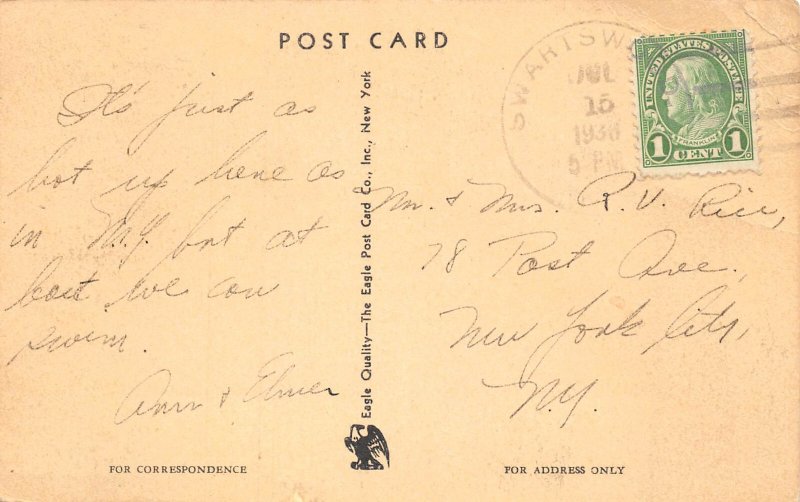 POST CARD
SWARTSW
JUL
15
1936
5 PM
UNITED STATES POSTAGE
FRANKLIN
1 CENT 1
It's just as
hot up here as
in N.Y. but at
least we can
swim.
Ann & Elmer
Eagle Quality—The Eagle Post Card Co., Inc., New York
Mr. & Mrs. R. V. Rice,
78 Post Ave.,
New York City,
N.Y.
FOR CORRESPONDENCE
FOR ADDRESS ONLY